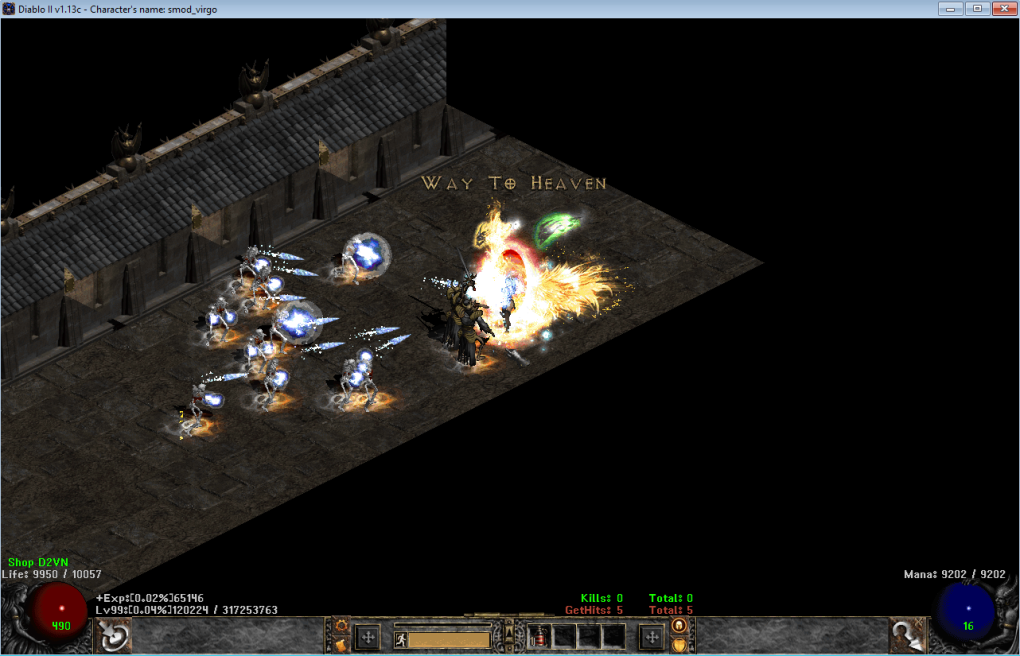 Diablo II v1.13c - Character's name: smod_virgo
WAY TO HEAVEN
Shop D2VN
Life: 9950 / 10057
Mana: 9202 / 9202
+Exp:[0.02%]65146
Kills: 0 Total: 0
Lv99:[0.04%]120224 / 317253763
GetHits: 5 Total: 5
490
16